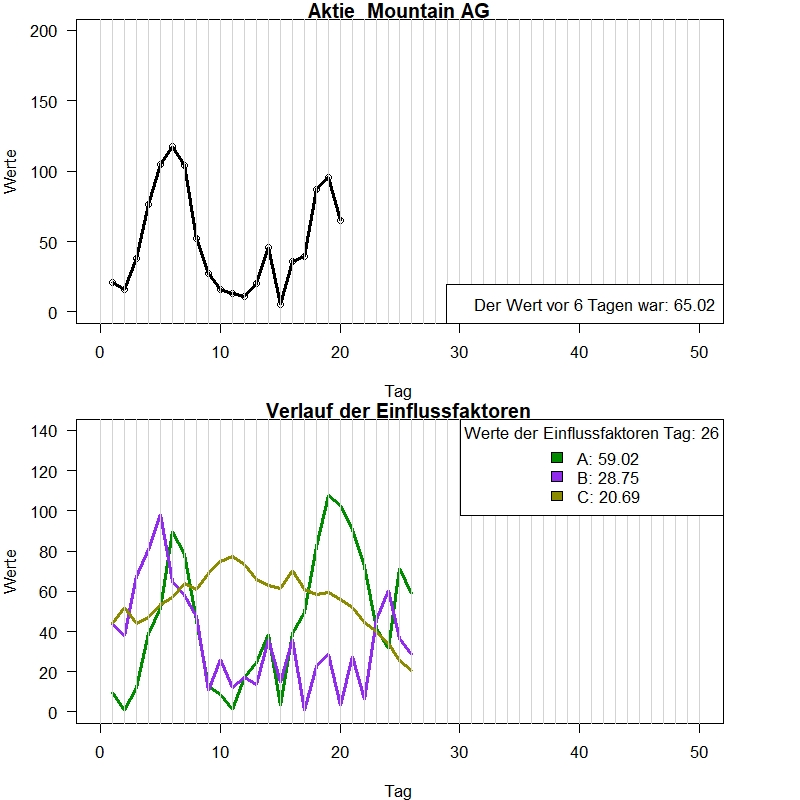 Aktie  Mountain AG
200
150
100
50
0
Werte
Der Wert vor 6 Tagen war: 65.02
0 10 20 30 40 50
Tag
Verlauf der Einflussfaktoren
140
120
100
80
60
40
20
0
Werte
Werte der Einflussfaktoren Tag: 26
A: 59.02
B: 28.75
C: 20.69
0 10 20 30 40 50
Tag